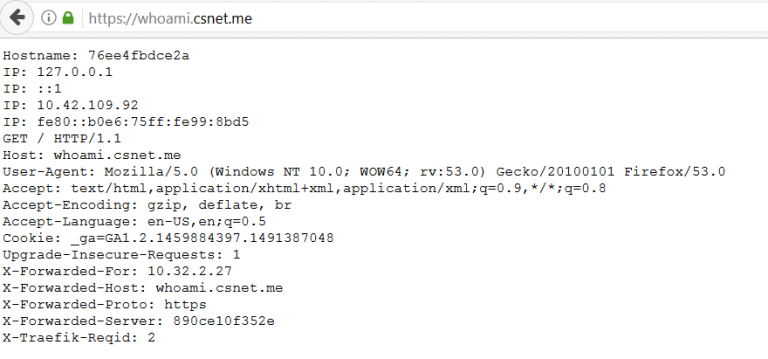 https://whoami.csnet.me
Hostname: 76ee4fbdce2a
IP: 127.0.0.1
IP: ::1
IP: 10.42.109.92
IP: fe80::b0e6:75ff:fe99:8bd5
GET / HTTP/1.1
Host: whoami.csnet.me
User-Agent: Mozilla/5.0 (Windows NT 10.0; WOW64; rv:53.0) Gecko/20100101 Firefox/53.0
Accept: text/html,application/xhtml+xml,application/xml;q=0.9,*/*;q=0.8
Accept-Encoding: gzip, deflate, br
Accept-Language: en-US,en;q=0.5
Cookie: _ga=GA1.2.1459884397.1491387048
Upgrade-Insecure-Requests: 1
X-Forwarded-For: 10.32.2.27
X-Forwarded-Host: whoami.csnet.me
X-Forwarded-Proto: https
X-Forwarded-Server: 890ce10f352e
X-Traefik-Reqid: 2